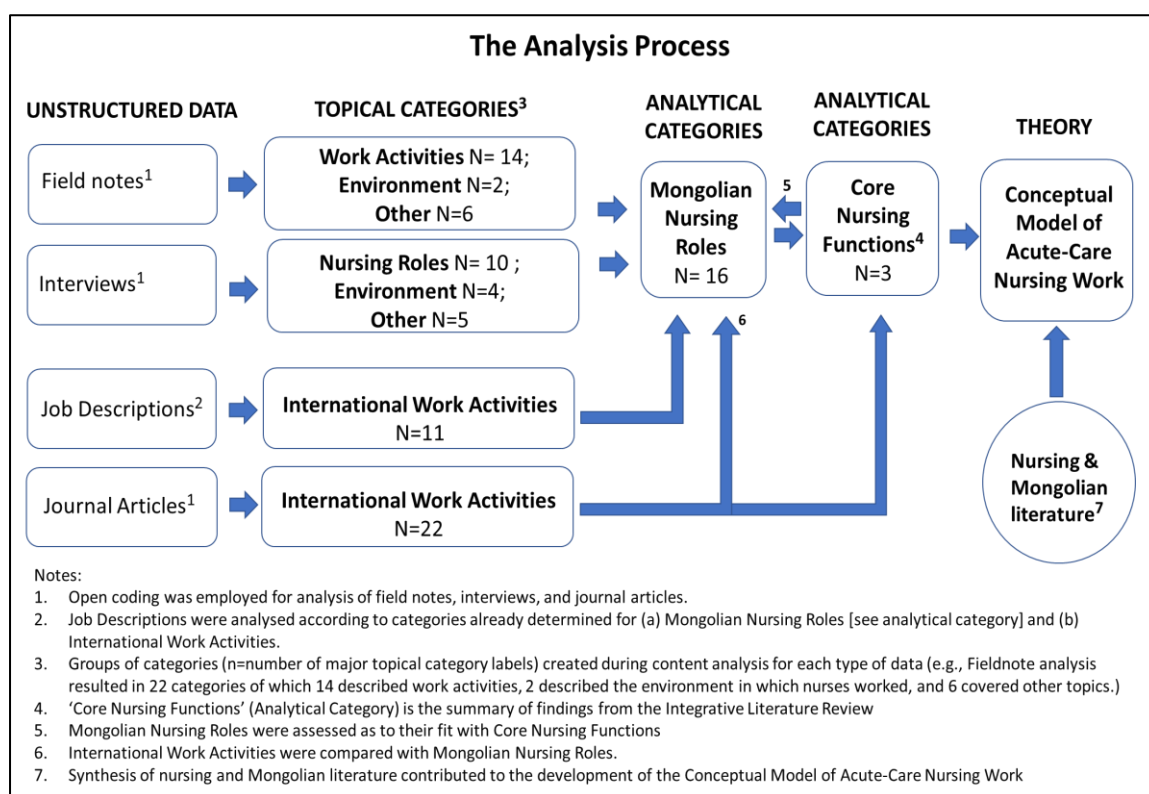 The Analysis Process
UNSTRUCTURED DATA
TOPICAL CATEGORIES3
ANALYTICAL
CATEGORIES
ANALYTICAL
CATEGORIES
THEORY
Field notes1
Work Activities N= 14;
Environment N=2;
Other N=6
Interviews1
Nursing Roles N= 10 ;
Environment N=4;
Other N=5
Mongolian
Nursing
Roles
N= 16
5
Core
Nursing
Functions4
N=3
Conceptual
Model of
Acute-Care
Nursing Work
6
Job Descriptions2
International Work Activities
N=11
Journal Articles1
International Work Activities
N=22
Nursing &
Mongolian
literature7
Notes:
1. Open coding was employed for analysis of field notes, interviews, and journal articles.
2. Job Descriptions were analysed according to categories already determined for (a) Mongolian Nursing Roles [see analytical category] and (b)
International Work Activities.
3. Groups of categories (n=number of major topical category labels) created during content analysis for each type of data (e.g., Fieldnote analysis
resulted in 22 categories of which 14 described work activities, 2 described the environment in which nurses worked, and 6 covered other topics.)
4. ‘Core Nursing Functions’ (Analytical Category) is the summary of findings from the Integrative Literature Review
5. Mongolian Nursing Roles were assessed as to their fit with Core Nursing Functions
6. International Work Activities were compared with Mongolian Nursing Roles.
7. Synthesis of nursing and Mongolian literature contributed to the development of the Conceptual Model of Acute-Care Nursing Work